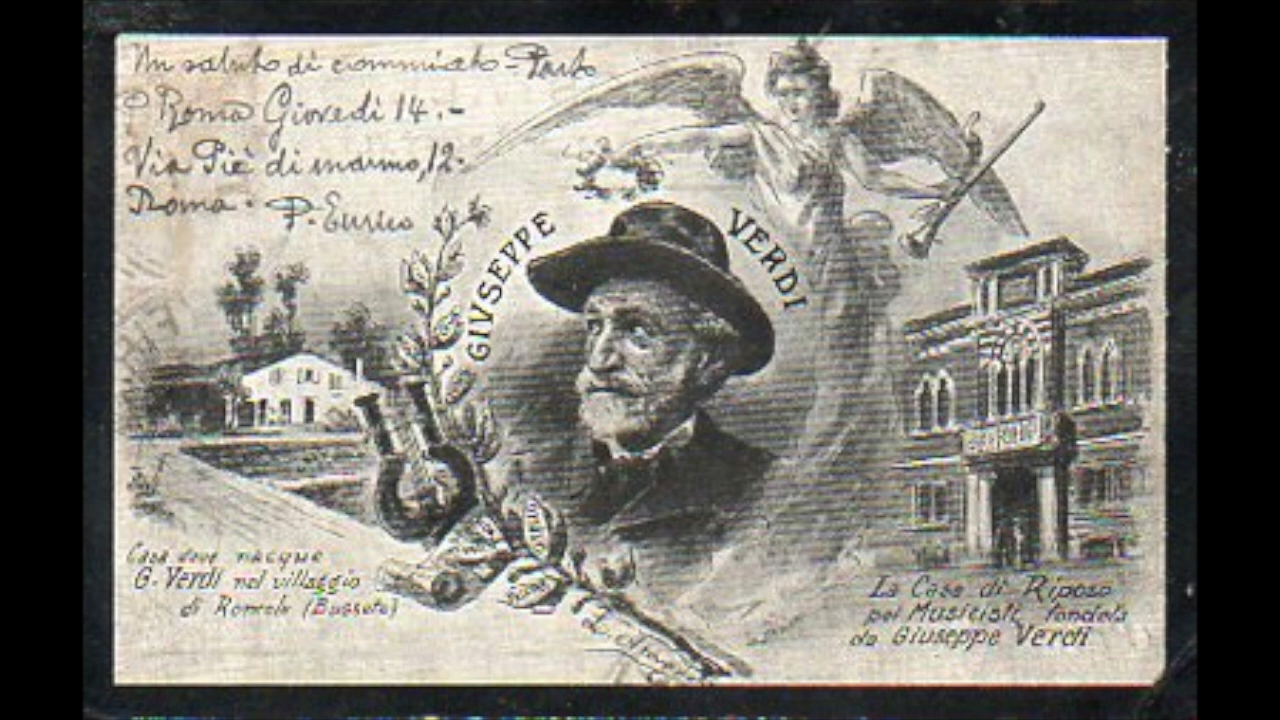 Un saluto di commiato - Parto
p Roma Giovedì 14. -
Via Piè di marmo, 12.
Roma. P. Enrico
GIUSEPPE VERDI
Casa dove nacque
G. Verdi nel villaggio
di Roncole (Busseto)
La Casa di Riposo
pei Musicisti, fondata
da Giuseppe Verdi